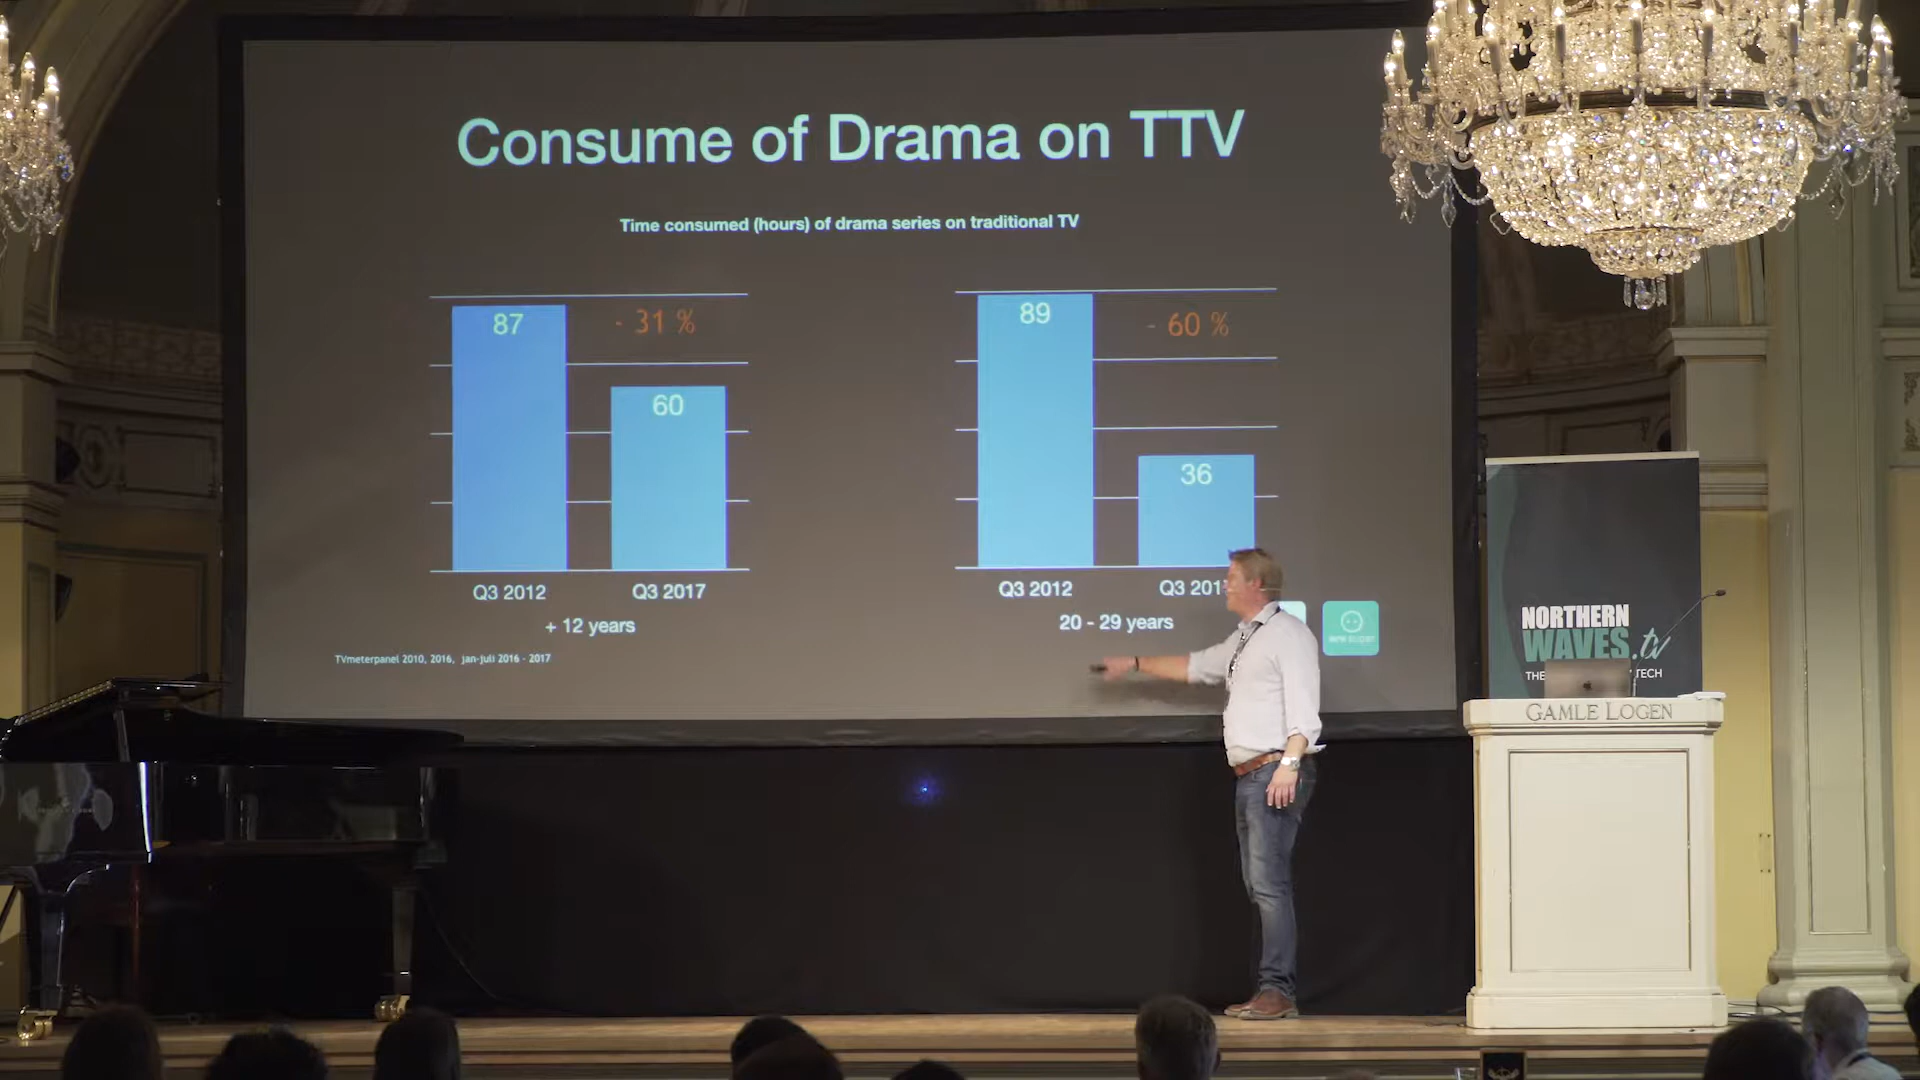 Consume of Drama on TTV
Time consumed (hours) of drama series on traditional TV
87
- 31 %
60
Q3 2012
Q3 2017
+ 12 years
89
- 60 %
36
Q3 2012
Q3 201
20 - 29 years
TVmeterpanel 2010, 2016, jan-juli 2016 - 2017
NORTHERN
WAVES.tv
THE
TECH
GAMLE LOGEN